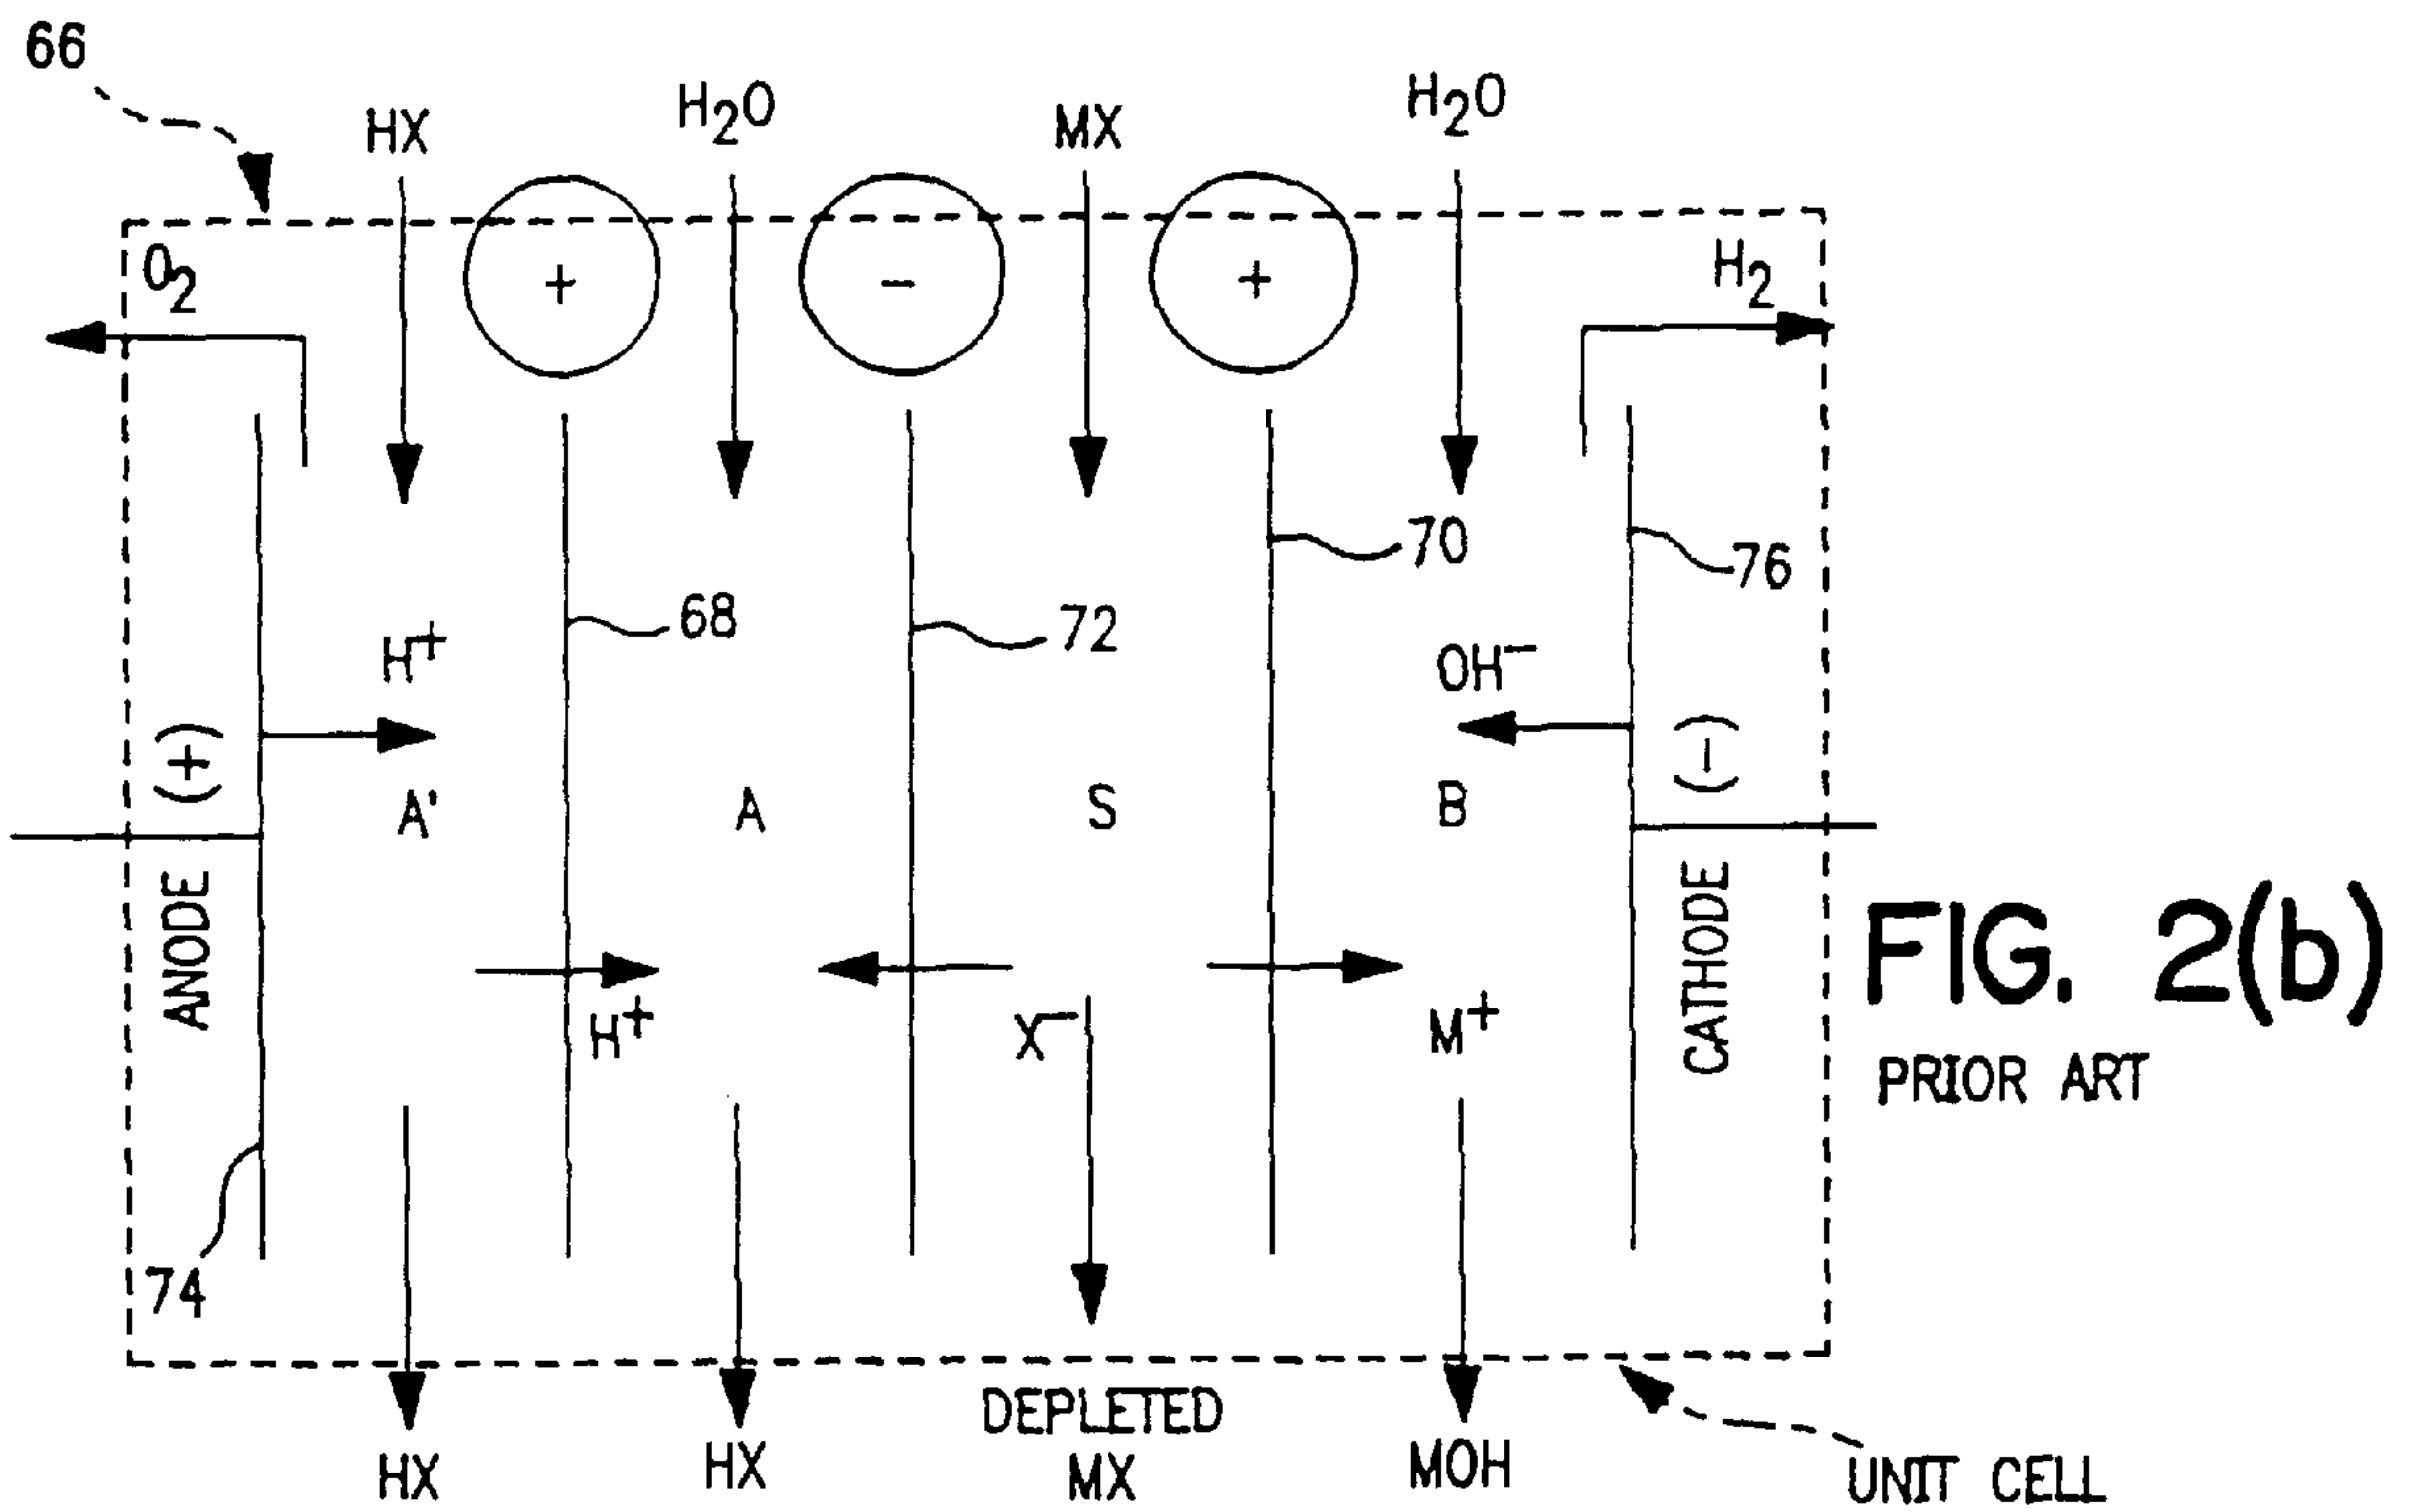 66
HX
H2O
MX
H2O
O2
+
−
+
H2
70
76
68
72
H+
OH−
(+)
(−)
A'
A
S
B
ANODE
CATHODE
H+
X−
M+
FIG. 2(b)
PRIOR ART
74
DEPLETED
HX
HX
MX
MOH
UNIT CELL